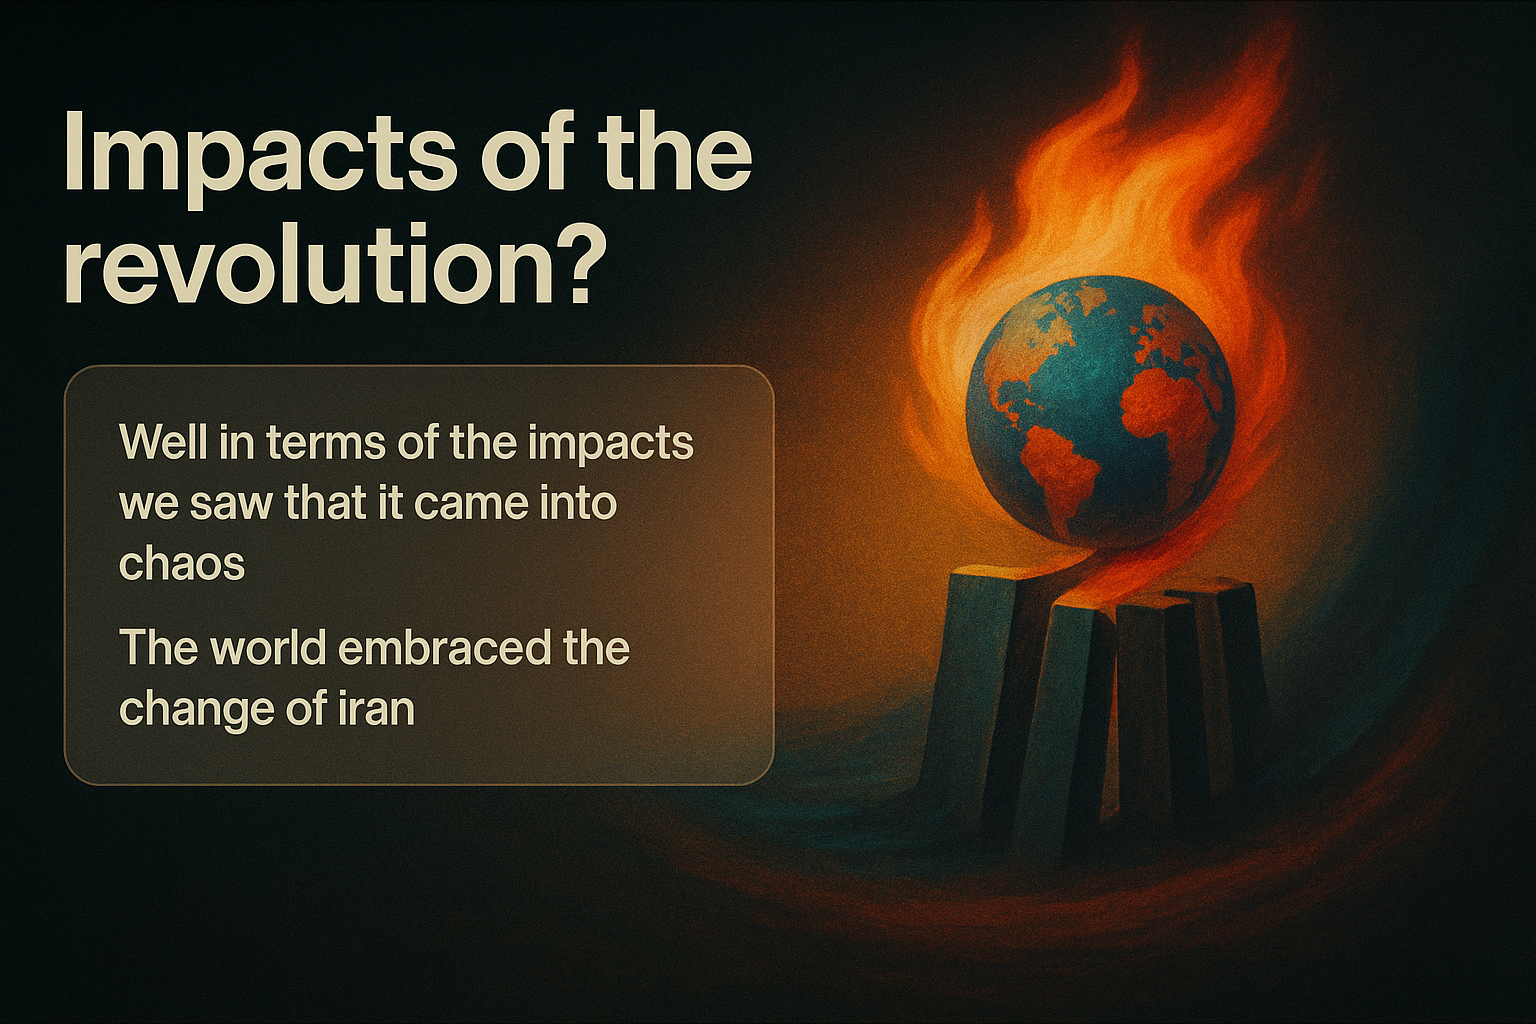 Impacts of the
revolution?
Well in terms of the impacts
we saw that it came into
chaos
The world embraced the
change of iran